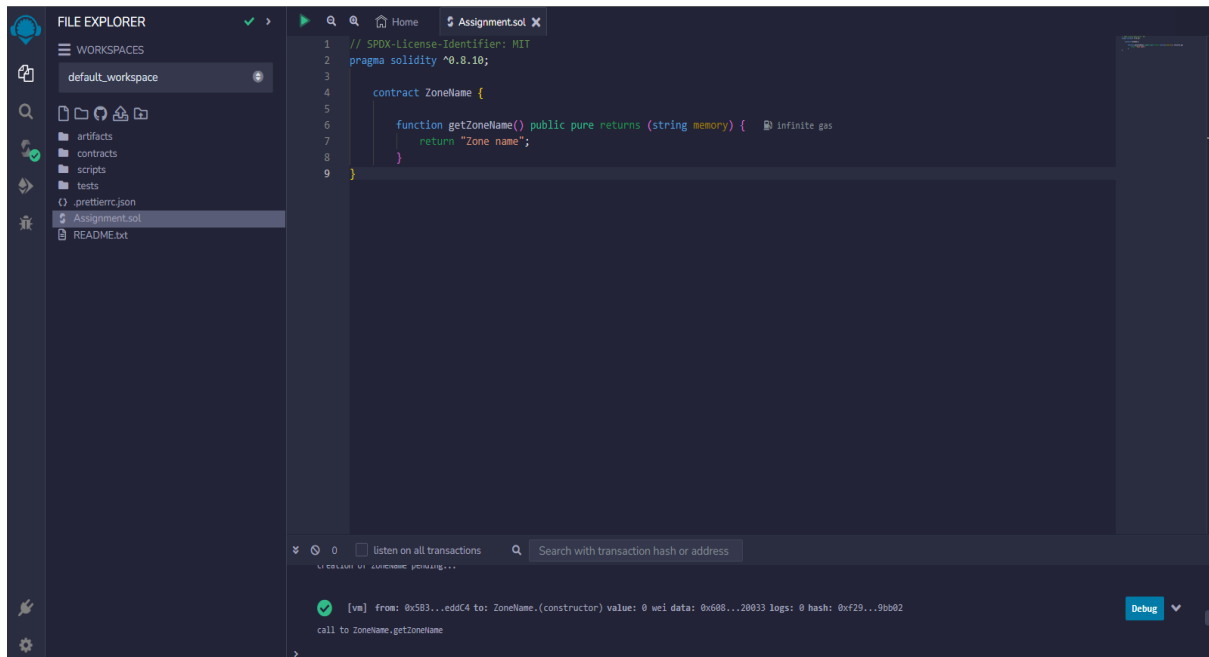 FILE EXPLORER
WORKSPACES
default_workspace
artifacts
contracts
scripts
tests
{} .prettierrc.json
Assignment.sol
README.txt
Home
Assignment.sol
1 // SPDX-License-Identifier: MIT
2 pragma solidity ^0.8.10;
3
4 contract ZoneName {
5
6 function getZoneName() public pure returns (string memory) { infinite gas
7 return "Zone name";
8 }
9 }
0 listen on all transactions Search with transaction hash or address
creation of ZoneName pending...
[vm] from: 0x5B3...eddC4 to: ZoneName.(constructor) value: 0 wei data: 0x608...20033 logs: 0 hash: 0xf29...9bb02 Debug
call to ZoneName.getZoneName
>